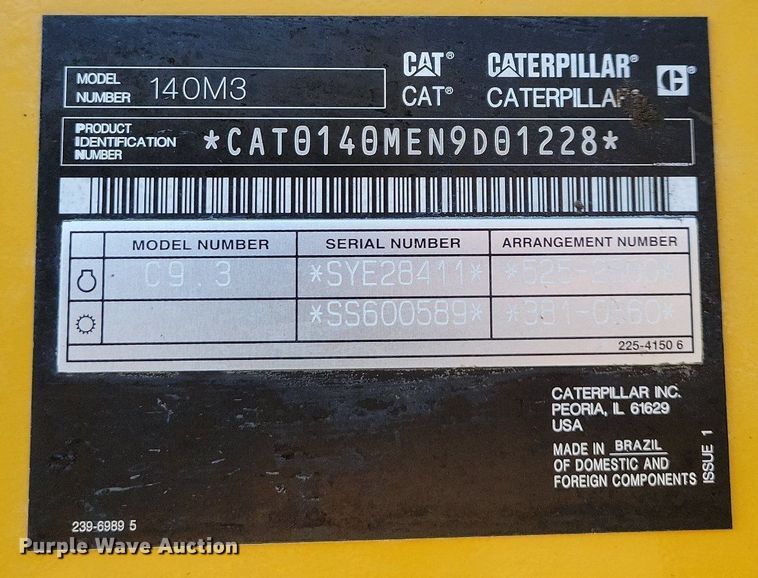 CAT® CATERPILLAR®
CAT® CATERPILLAR
MODEL NUMBER 140M3
PRODUCT IDENTIFICATION NUMBER *CAT0140MEN9D01228*
MODEL NUMBER SERIAL NUMBER ARRANGEMENT NUMBER
C9.3 *SYE28411*
*SS600589*
225-4150 6
CATERPILLAR INC.
PEORIA, IL 61629
USA
MADE IN BRAZIL
OF DOMESTIC AND
FOREIGN COMPONENTS
ISSUE 1
239-6989 5
Purple Wave Auction